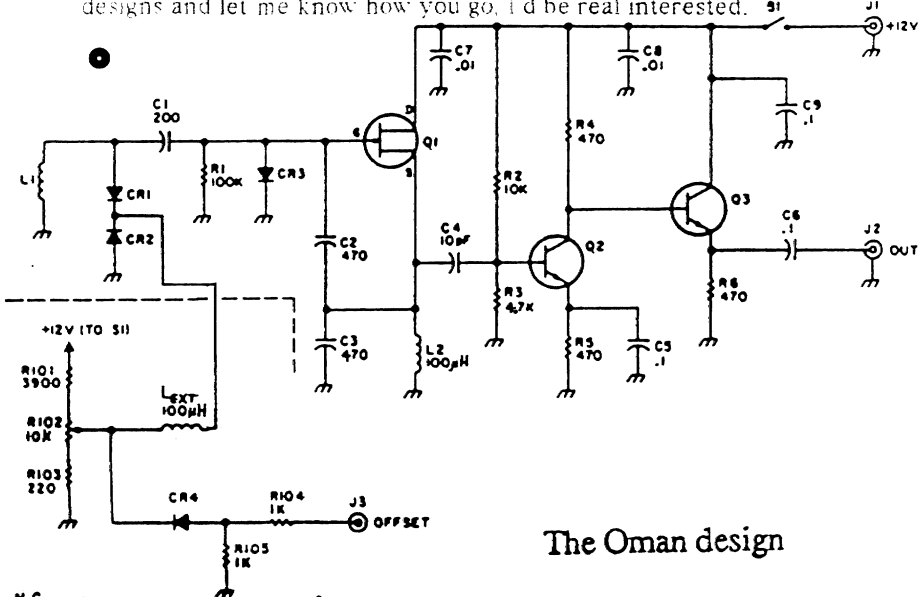 designs and let me know how you go, I'd be real interested.
S1
J1
+12V
C7
.01
C8
.01
C9
.1
C1
200
D
G
Q1
S
R4
470
L1
R1
100K
CR3
R2
10K
CR1
CR2
C2
470
C4
10pF
Q2
Q3
C6
.1
J2
OUT
R3
4.7K
R6
470
+12V (TO S1)
C3
470
L2
100µH
R5
470
C5
.1
R101
3900
LEXT
100µH
R102
10K
R103
220
CR4
R104
1K
J3
OFFSET
R105
1K
The Oman design